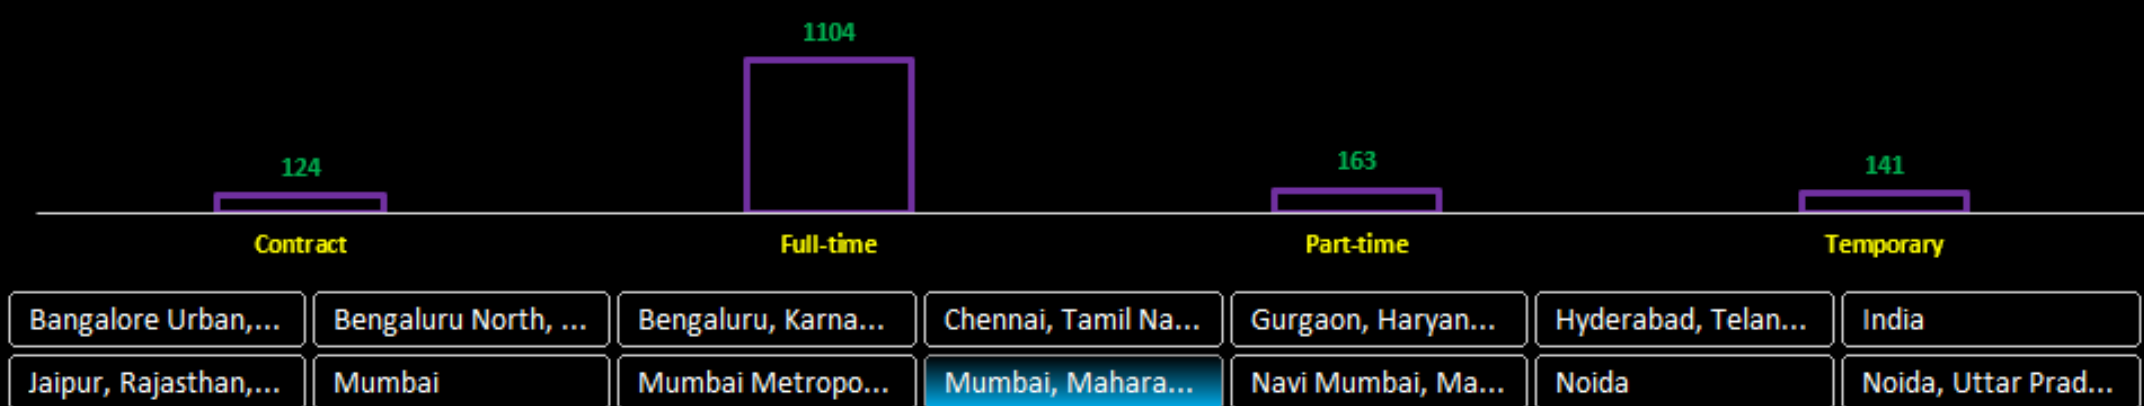 1104
124
163
141
Contract
Full-time
Part-time
Temporary
Bangalore Urban,...
Bengaluru North, ...
Bengaluru, Karna...
Chennai, Tamil Na...
Gurgaon, Haryan...
Hyderabad, Telan...
India
Jaipur, Rajasthan,...
Mumbai
Mumbai Metropo...
Mumbai, Mahara...
Navi Mumbai, Ma...
Noida
Noida, Uttar Prad...